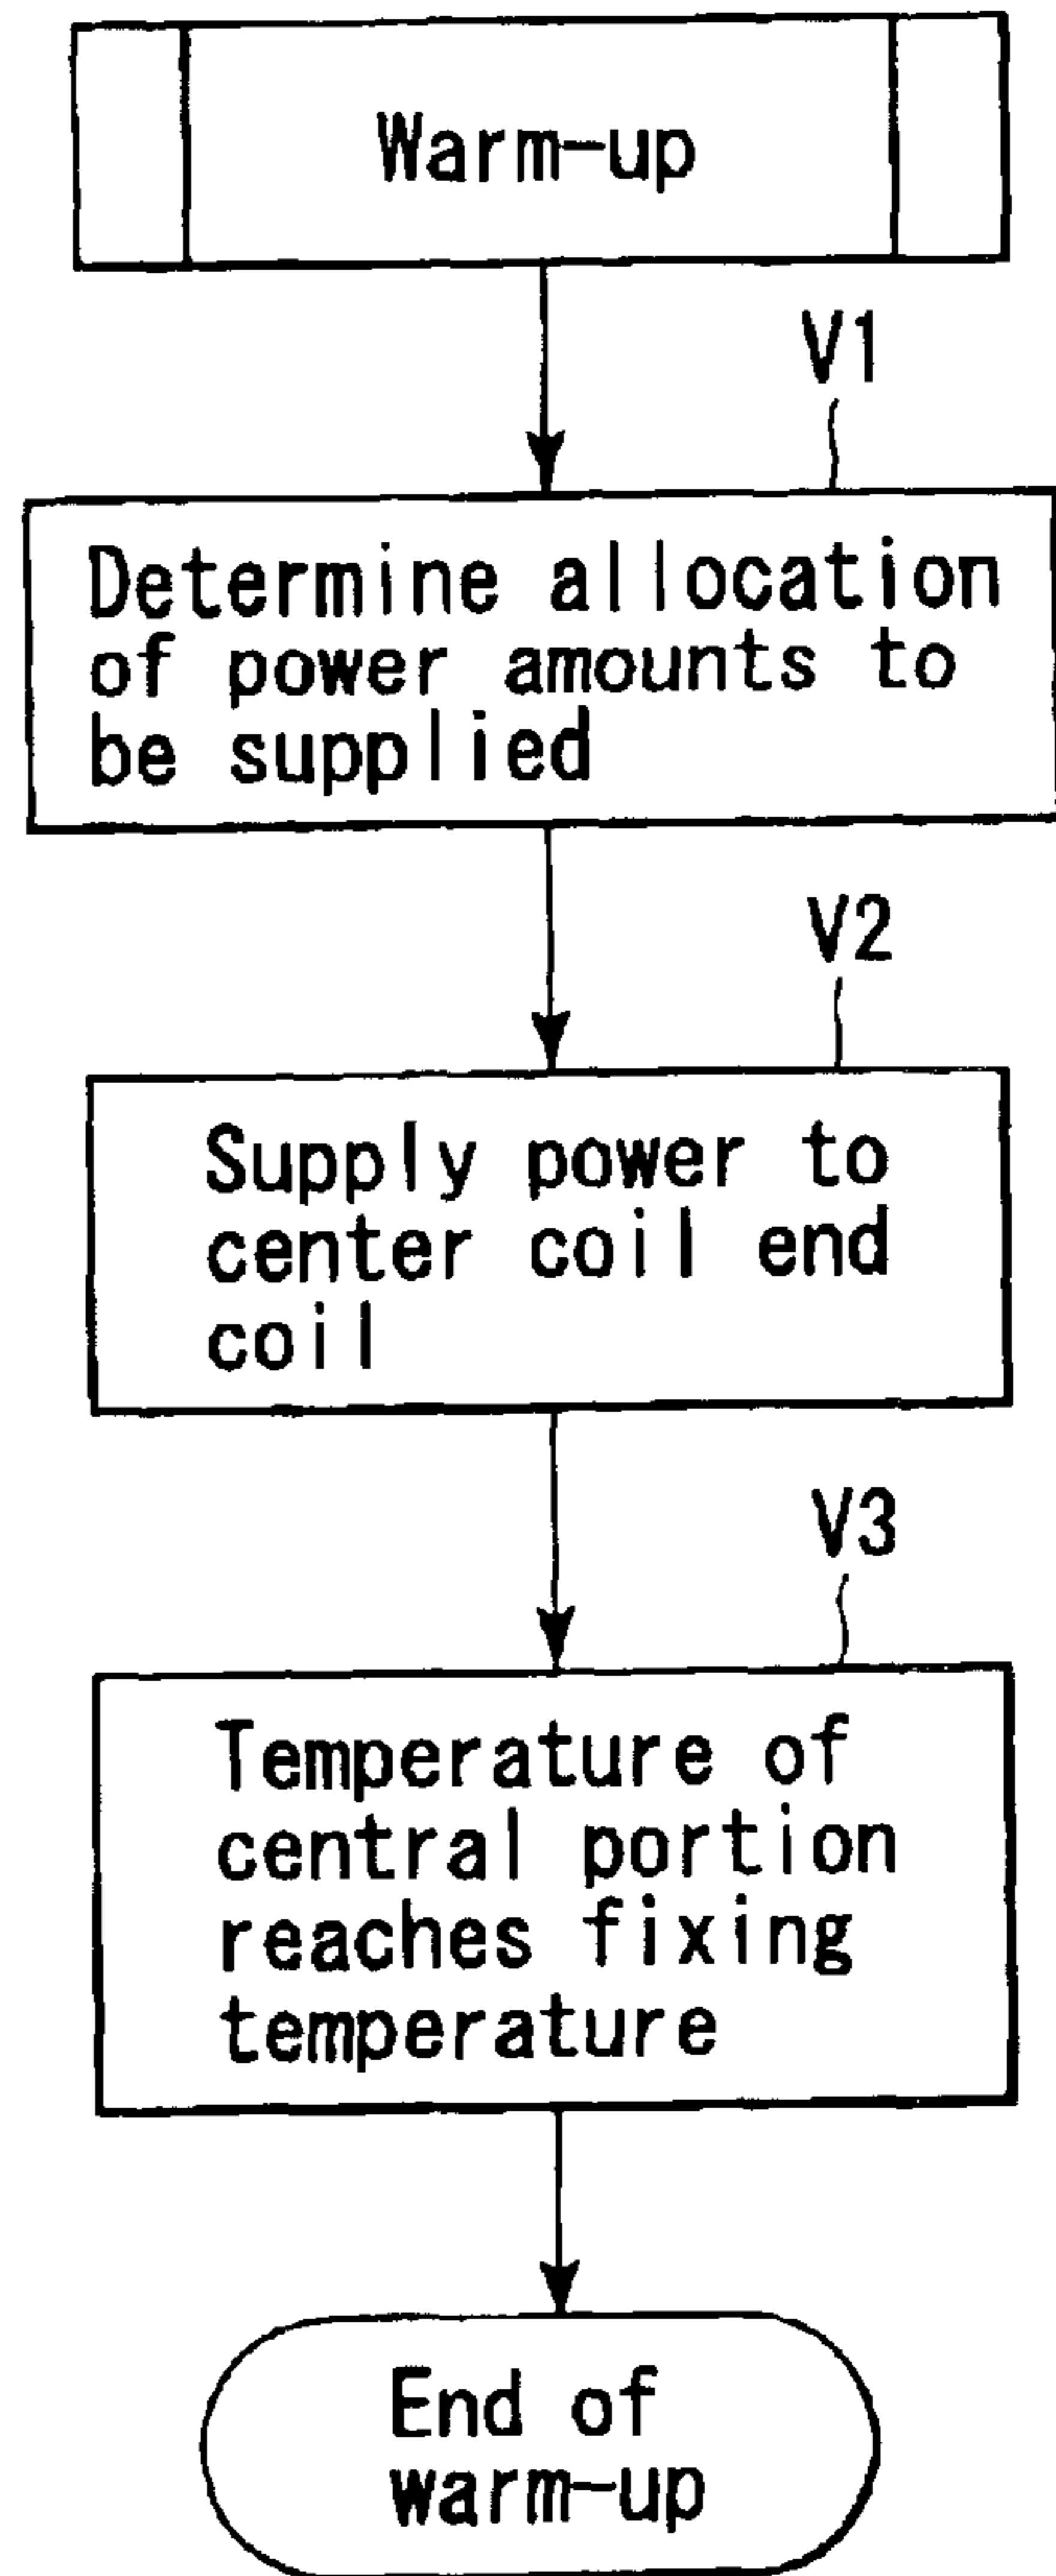 Warm-up
V1
Determine allocation
of power amounts to
be supplied
V2
Supply power to
center coil end
coil
V3
Temperature of
central portion
reaches fixing
temperature
End of
warm-up